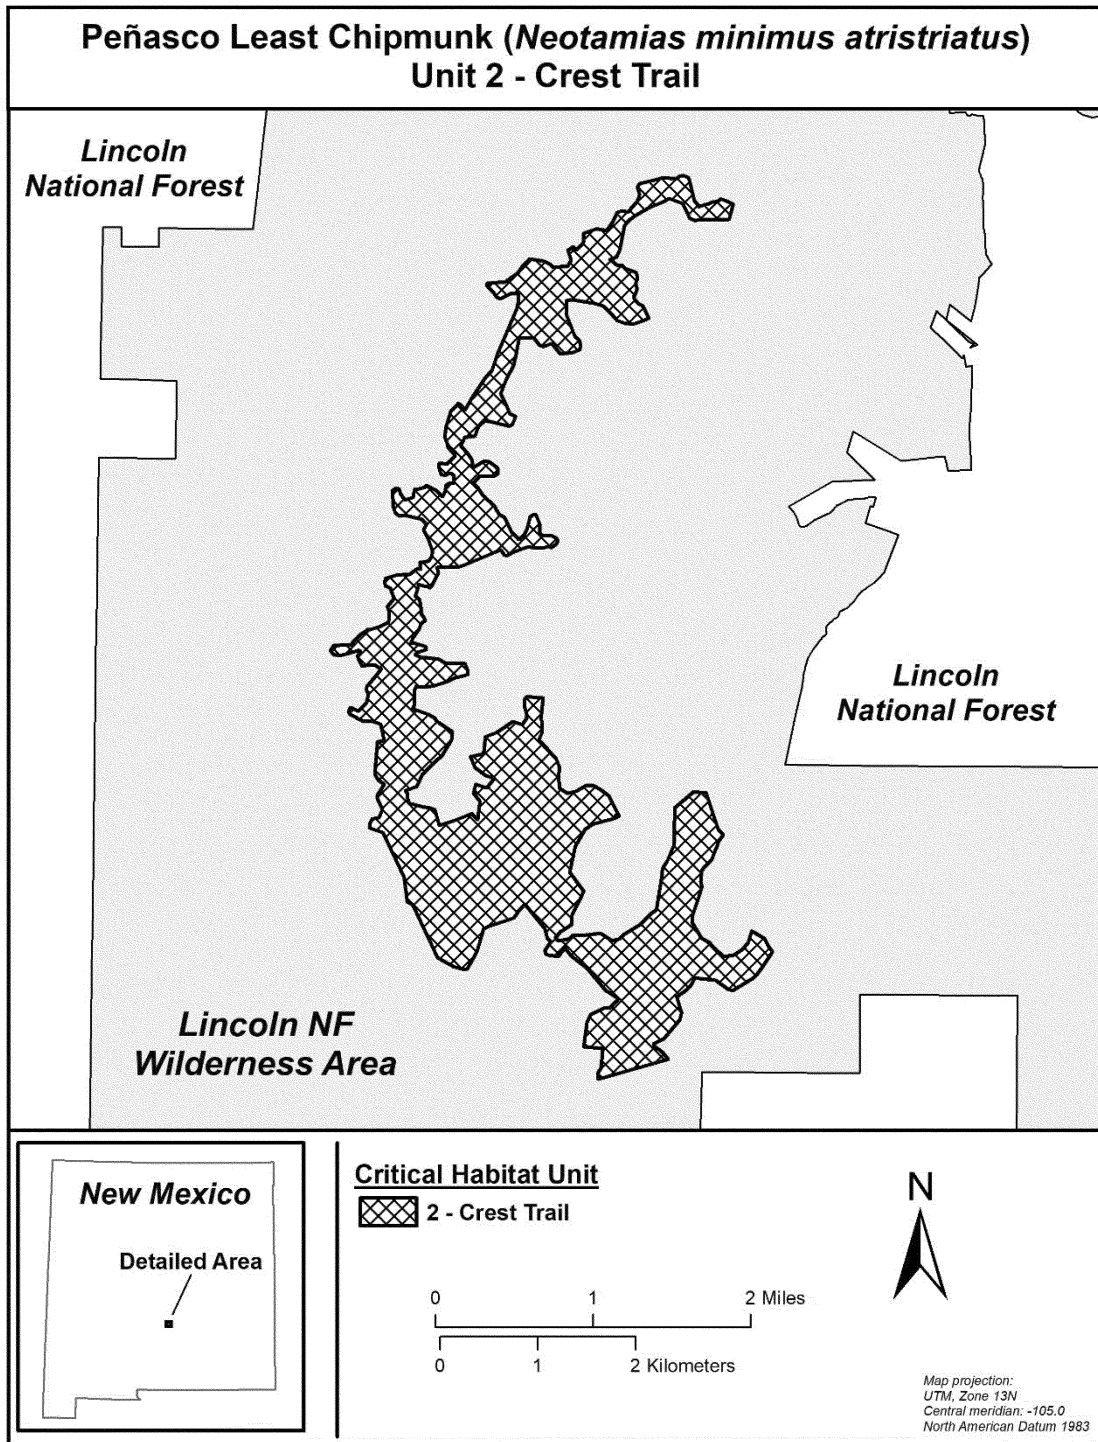 Peñasco Least Chipmunk (Neotamias minimus atristriatus)
Unit 2 - Crest Trail
Lincoln
National Forest
Lincoln
National Forest
Lincoln NF
Wilderness Area
New Mexico
Detailed Area
Critical Habitat Unit
2 - Crest Trail
N
0 1 2 Miles
0 1 2 Kilometers
Map projection:
UTM, Zone 13N
Central meridian: -105.0
North American Datum 1983